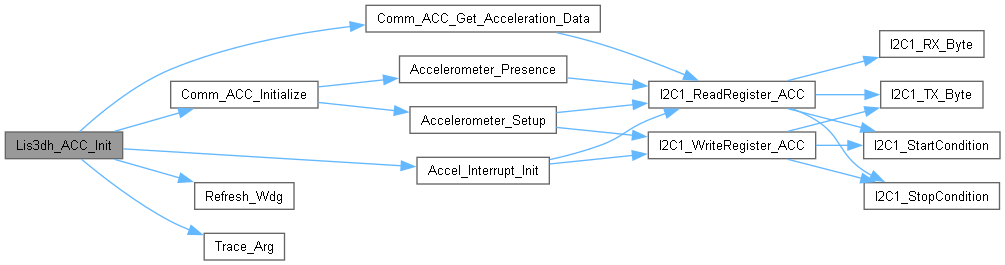 Comm_ACC_Get_Acceleration_Data
I2C1_RX_Byte
Accelerometer_Presence
Comm_ACC_Initialize
I2C1_ReadRegister_ACC
I2C1_TX_Byte
Accelerometer_Setup
Lis3dh_ACC_Init
I2C1_WriteRegister_ACC
I2C1_StartCondition
Accel_Interrupt_Init
Refresh_Wdg
I2C1_StopCondition
Trace_Arg